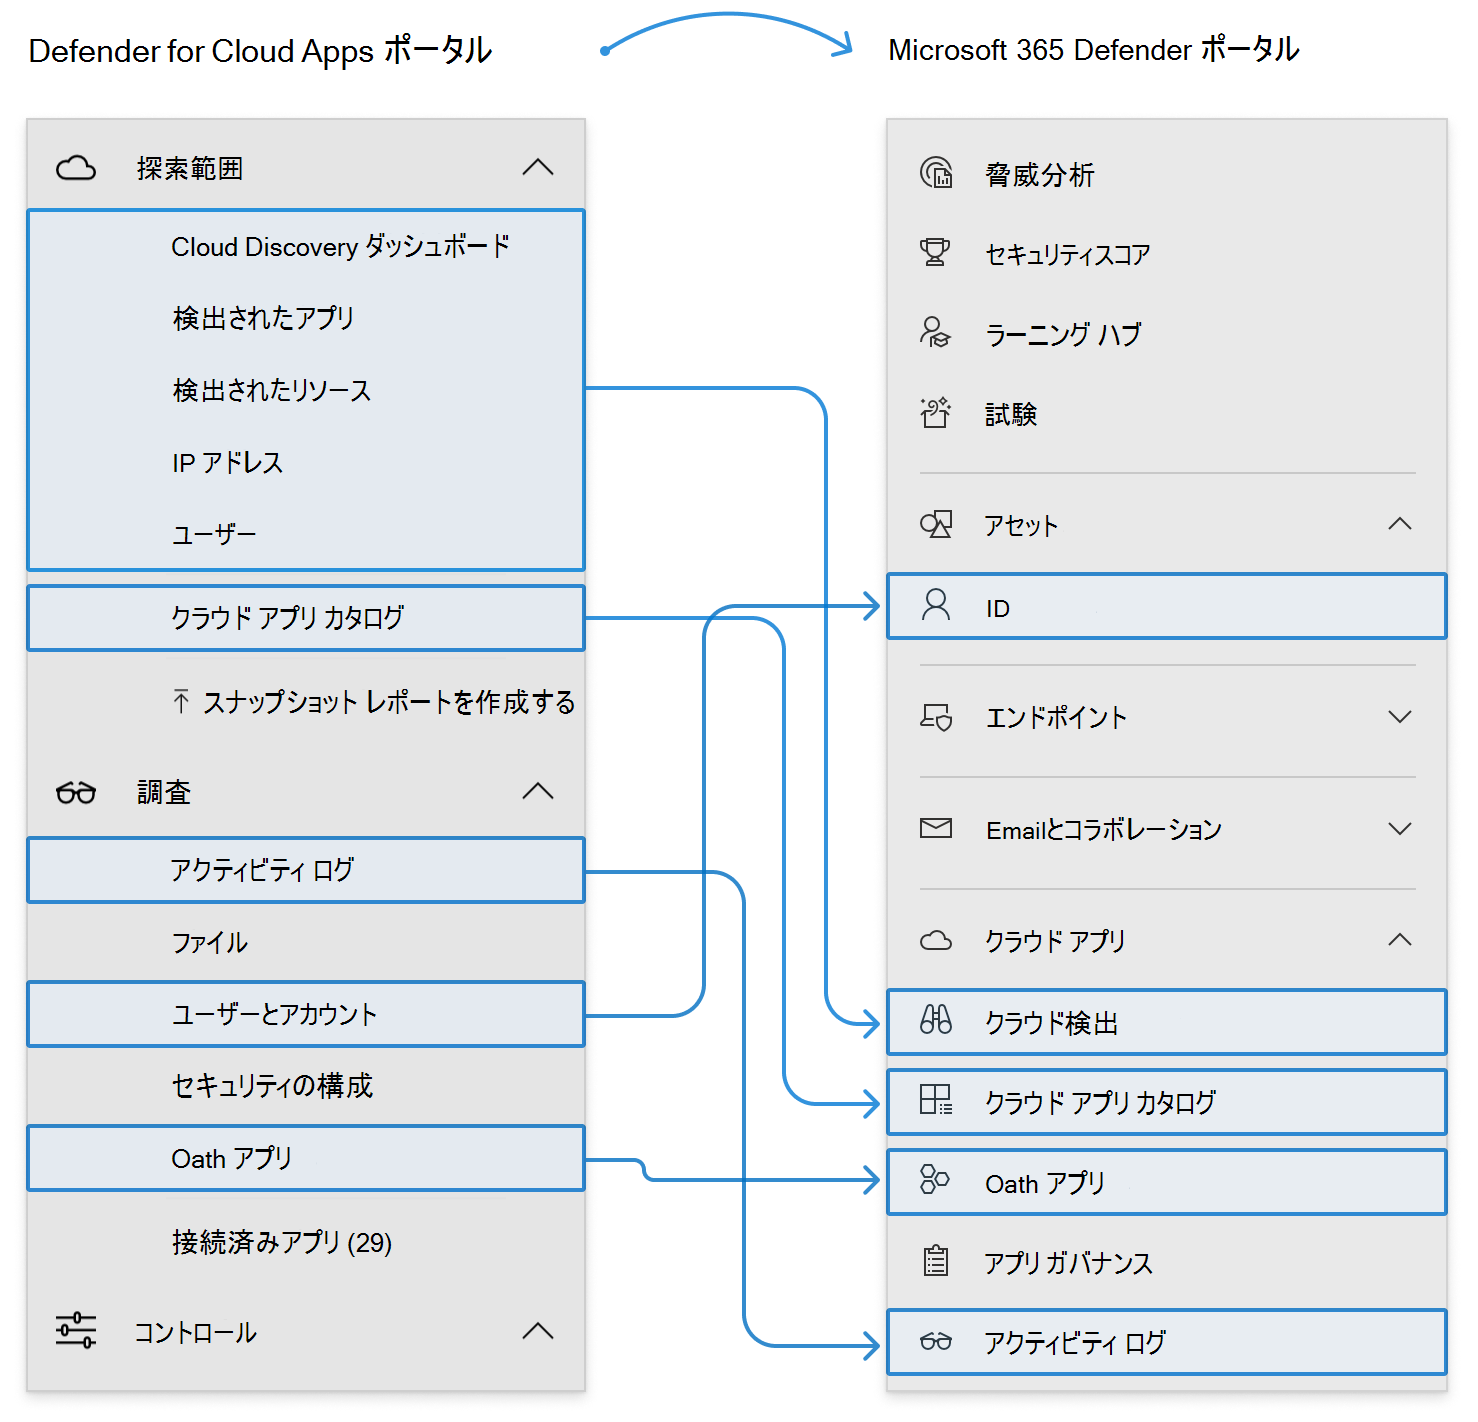 Defender for Cloud Apps ポータル
Microsoft 365 Defender ポータル
探索範囲
Cloud Discovery ダッシュボード
検出されたアプリ
検出されたリソース
IP アドレス
ユーザー
クラウド アプリ カタログ
スナップショット レポートを作成する
調査
アクティビティ ログ
ファイル
ユーザーとアカウント
セキュリティの構成
Oath アプリ
接続済みアプリ (29)
コントロール
脅威分析
セキュリティスコア
ラーニング ハブ
試験
アセット
ID
エンドポイント
Emailとコラボレーション
クラウド アプリ
クラウド検出
クラウド アプリ カタログ
Oath アプリ
アプリ ガバナンス
アクティビティ ログ